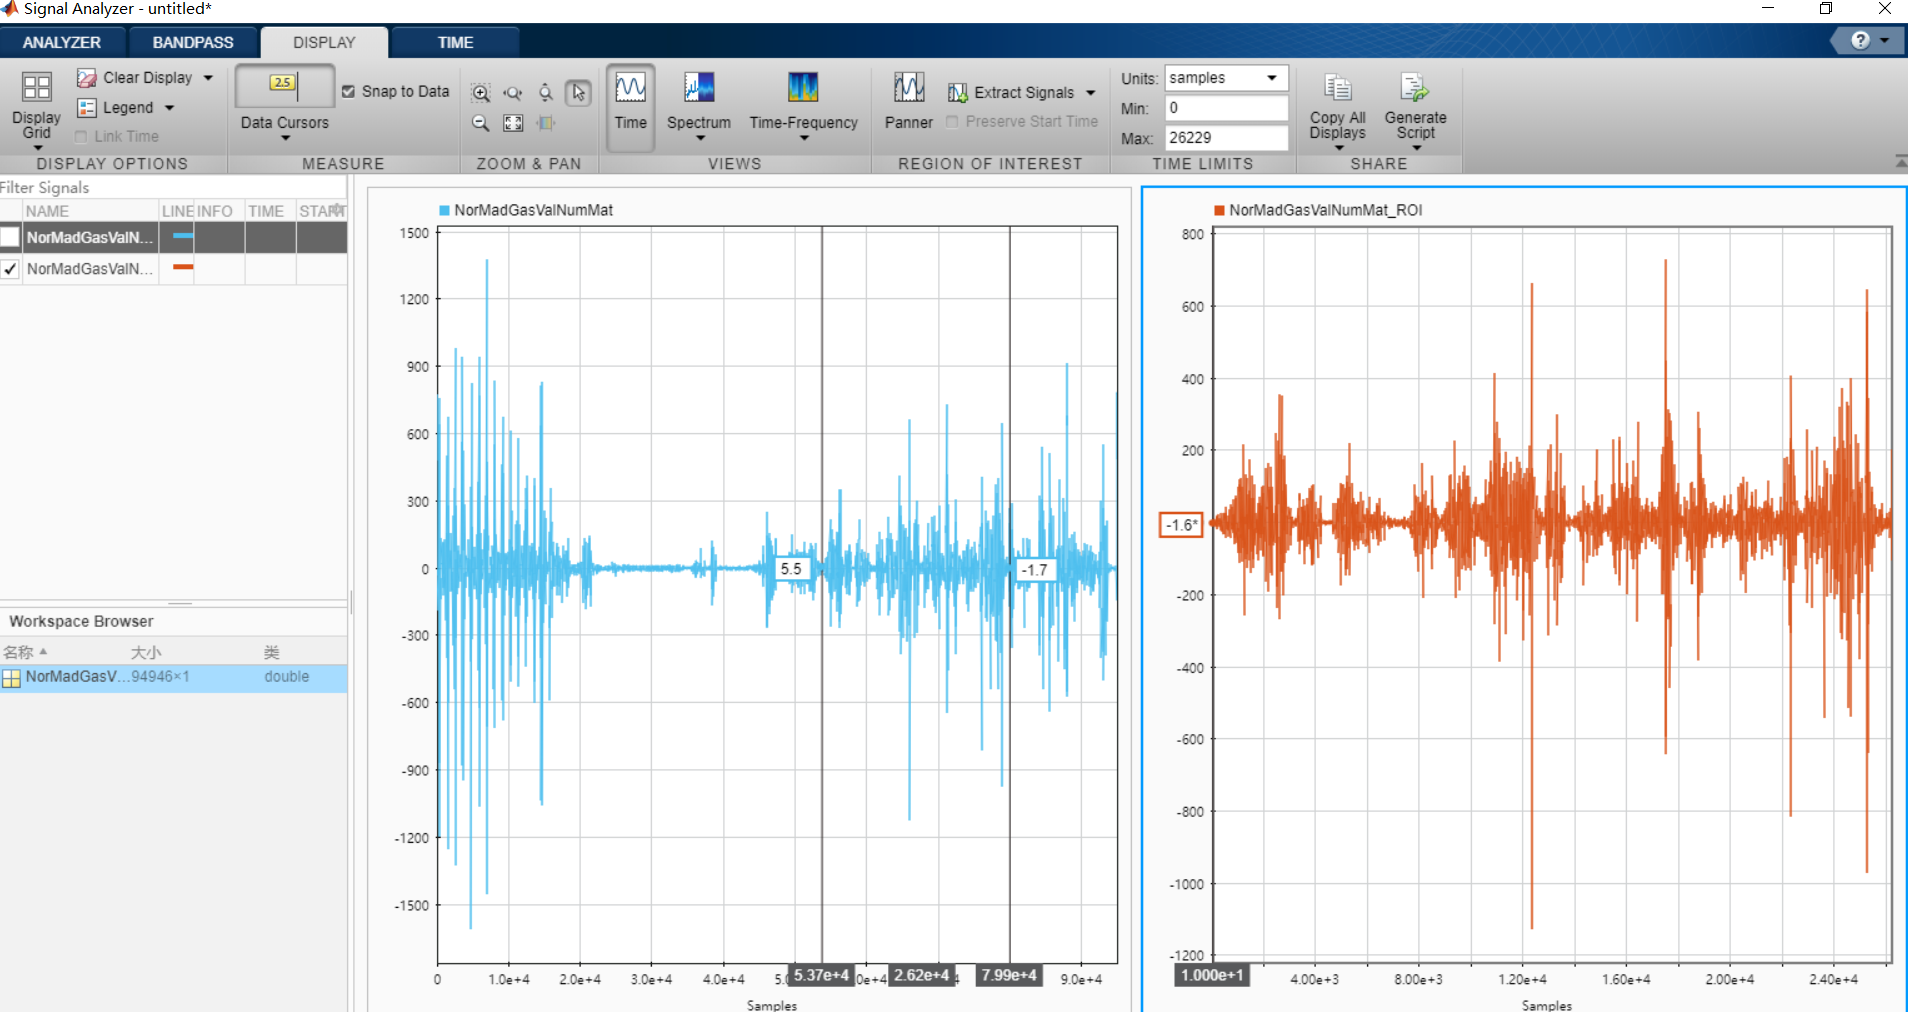 Signal Analyzer - untitled*
ANALYZER BANDPASS DISPLAY TIME
?
Display Grid
Clear Display
Legend
Link Time
DISPLAY OPTIONS
2.5
Data Cursors
Snap to Data
MEASURE
ZOOM & PAN
Time
Spectrum
Time-Frequency
VIEWS
Panner
Extract Signals
Preserve Start Time
REGION OF INTEREST
Units: samples
Min: 0
Max: 26229
TIME LIMITS
Copy All Displays
Generate Script
SHARE
Filter Signals
NAME LINE INFO TIME START
NorMadGasValN...
NorMadGasValN...
Workspace Browser
名称 大小 类
NorMadGasV... 94946×1 double
NorMadGasValNumMat
1500
1200
900
600
300
0
-300
-600
-900
-1200
-1500
5.5
-1.7
0 1.0e+4 2.0e+4 3.0e+4 4.0e+4 5.0 5.37e+4 0e+4 2.62e+4 7.99e+4 9.0e+4
Samples
NorMadGasValNumMat_ROI
800
600
400
200
-1.6*
-200
-400
-600
-800
-1000
-1200
1.000e+1 4.00e+3 8.00e+3 1.20e+4 1.60e+4 2.00e+4 2.40e+4
Samples